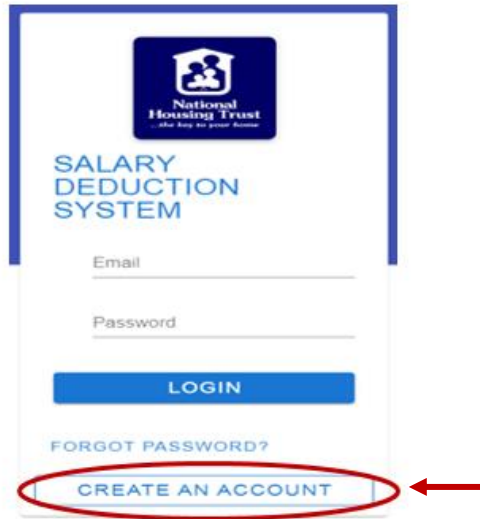 National
Housing Trust
...the key to your home
SALARY
DEDUCTION
SYSTEM
Email
Password
LOGIN
FORGOT PASSWORD?
CREATE AN ACCOUNT